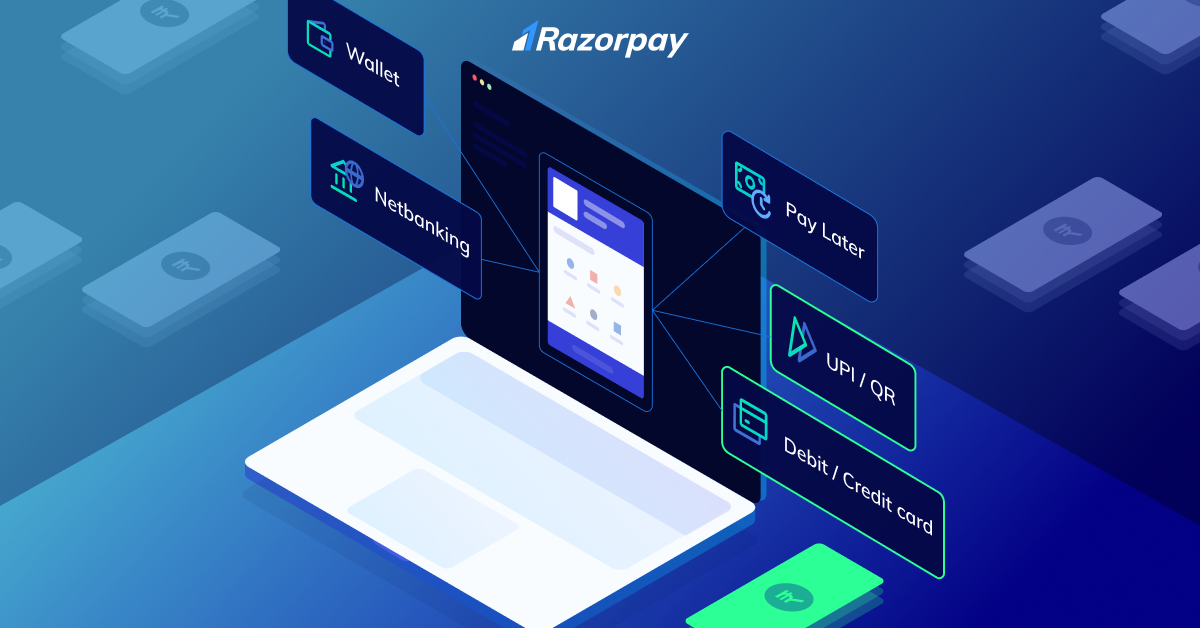 Razorpay
Wallet
Netbanking
Pay Later
UPI / QR
Debit / Credit card